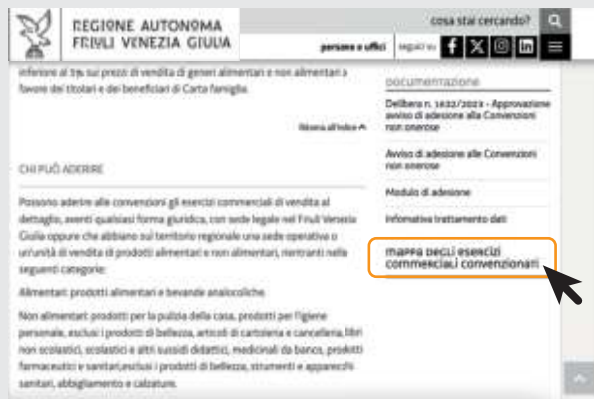 REGIONE AUTONOMA
FRIULI VENEZIA GIULIA
cosa stai cercando?
persone e uffici
seguici su
inferiore al 5% sui prezzi di vendita di generi alimentari e non alimentari a
favore dei titolari e dei beneficiari di Carta famiglia.
Ritorna all'indice
CHI PUÒ ADERIRE
Possono aderire alle convenzioni gli esercizi commerciali di vendita al
dettaglio, aventi qualsiasi forma giuridica, con sede legale nel Friuli Venezia
Giulia oppure che abbiano sul territorio regionale una sede operativa o
un'unità di vendita di prodotti alimentari e non alimentari, rientranti nelle
seguenti categorie:
Alimentari: prodotti alimentari e bevande analcoliche.
Non alimentari: prodotti per la pulizia della casa, prodotti per l'igiene
personale, esclusi i prodotti di bellezza, articoli di cartoleria e cancelleria, libri
non scolastici, scolastici e altri sussidi didattici, medicinali da banco, prodotti
farmaceutici e sanitari, esclusi i prodotti di bellezza, strumenti e apparecchi
sanitari, abbigliamento e calzature.
documentazione
Delibera n. 1632/2023 - Approvazione
avviso di adesione alla Convenzioni
non onerose
Avviso di adesione alle Convenzioni
non onerose
Modulo di adesione
Informativa trattamento dati
mappa degli esercizi
commerciali convenzionati